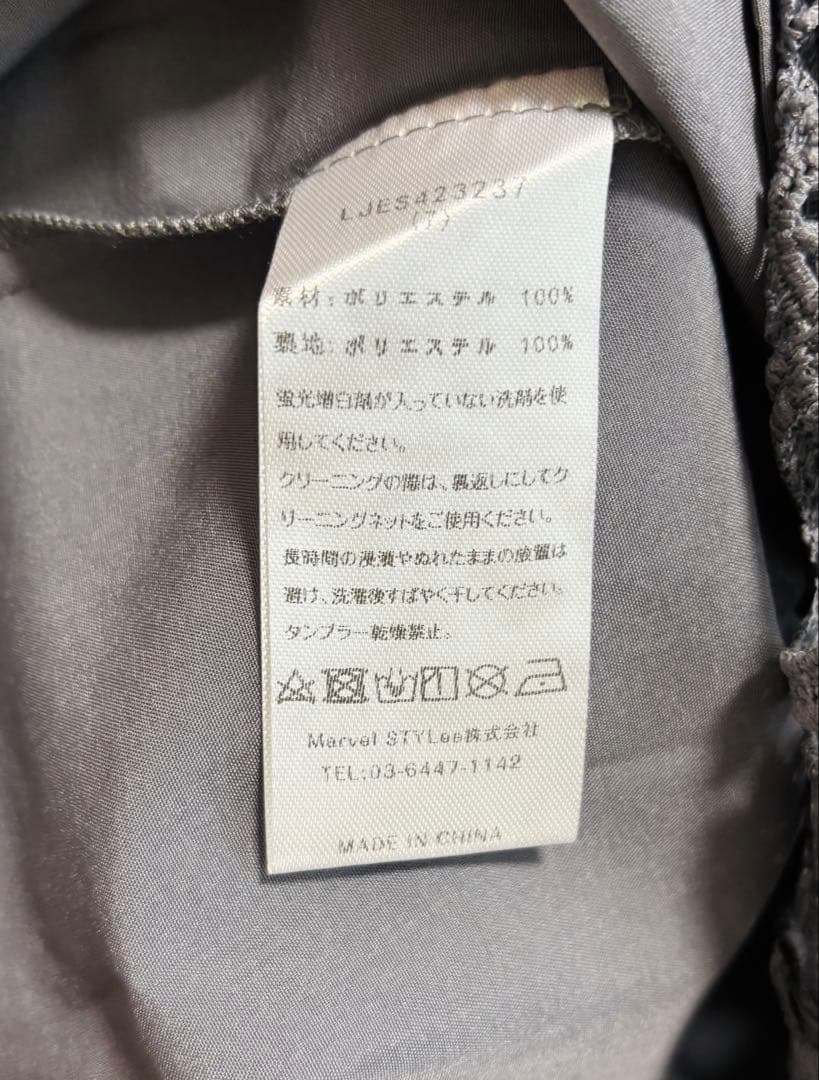 LJES423237
(7)
素材:ポリエステル 100%
裏地:ポリエステル 100%
蛍光増白剤が入っていない洗剤を使
用してください。
クリーニングの際は、裏返しにしてク
リーニングネットをご使用ください。
長時間の浸漬やぬれたままの放置は
避け、洗濯後すばやく干してください。
タンブラー乾燥禁止。
Marvel STYLee株式会社
TEL:03-6447-1142
MADE IN CHINA